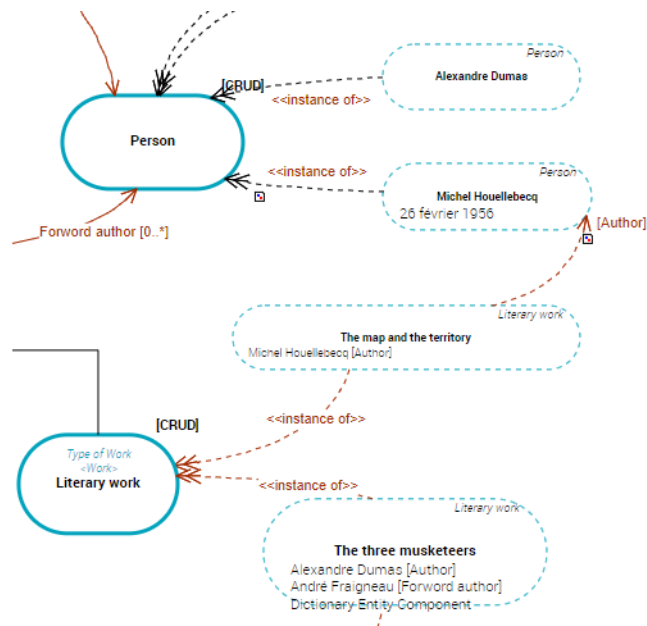 Person
[CRUD]
Alexandre Dumas
<<instance of>>
Person
<<instance of>>
Person
Michel Houellebecq
26 février 1956
Forword author [0..*]
[Author]
Literary work
The map and the territory
Michel Houellebecq [Author]
<<instance of>>
[CRUD]
Type of Work
<Work>
Literary work
<<instance of>>
Literary work
The three musketeers
Alexandre Dumas [Author]
André Fraigneau [Forword author]
Dictionary Entity Component